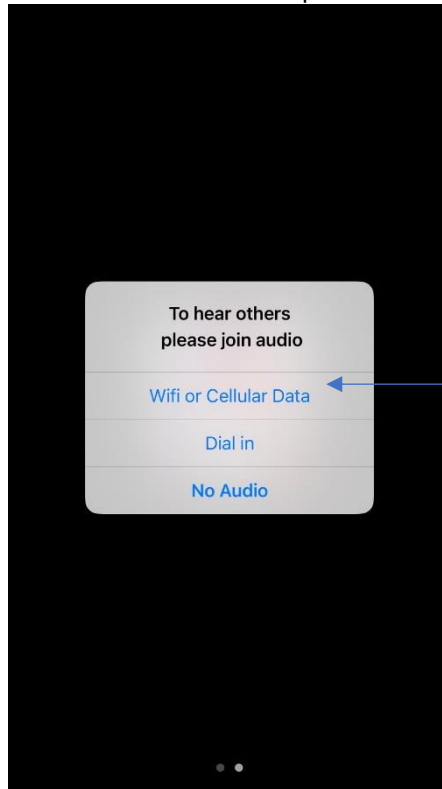 To hear others
please join audio
Wifi or Cellular Data
Dial in
No Audio